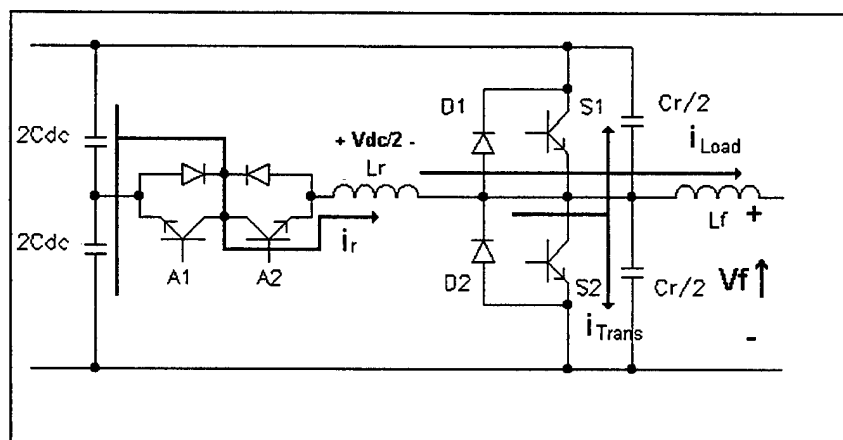 D1
S1
Cr/2
2Cdc
+ Vdc/2 -
iLoad
Lr
ir
Lf
+
2Cdc
A1
A2
D2
S2
Cr/2
Vf
iTrans
-